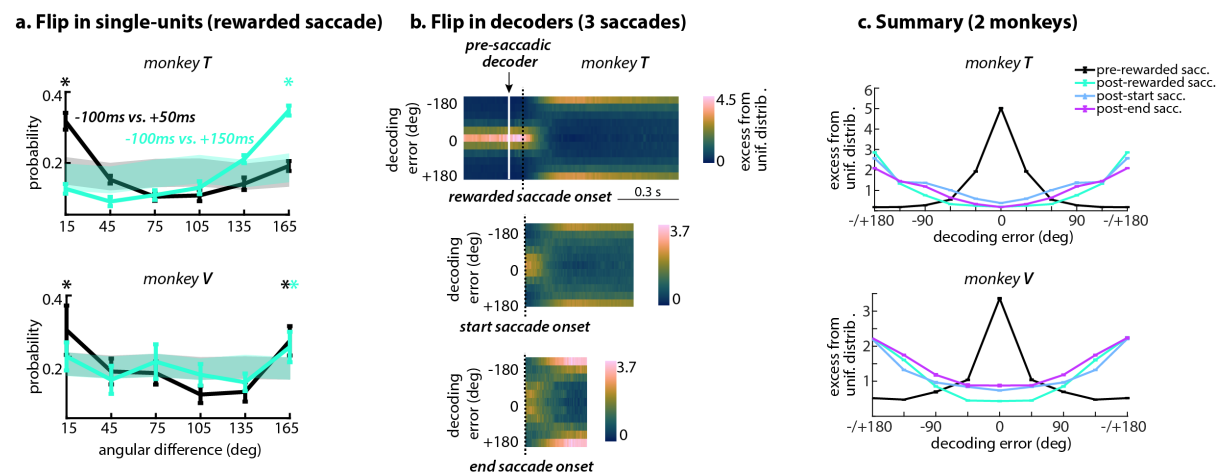 a. Flip in single-units (rewarded saccade)
monkey T
* *
0.4
0.2
probability
-100ms vs. +50ms
-100ms vs. +150ms
15 45 75 105 135 165
monkey V
* **
0.4
0.2
probability
15 45 75 105 135 165
angular difference (deg)
b. Flip in decoders (3 saccades)
pre-saccadic
decoder
monkey T
decoding
error (deg)
-180
0
+180
4.5
0
excess from
unif. distrib.
rewarded saccade onset
0.3 s
decoding
error (deg)
-180
0
+180
3.7
0
start saccade onset
decoding
error (deg)
-180
0
+180
3.7
0
end saccade onset
c. Summary (2 monkeys)
monkey T
pre-rewarded sacc.
post-rewarded sacc.
post-start sacc.
post-end sacc.
excess from
unif. distrib .
6
5
4
3
2
1
-/+180 -90 0 90 -/+180
decoding error (deg)
monkey V
excess from
unif. distrib .
3
2
1
-/+180 -90 0 90 -/+180
decoding error (deg)